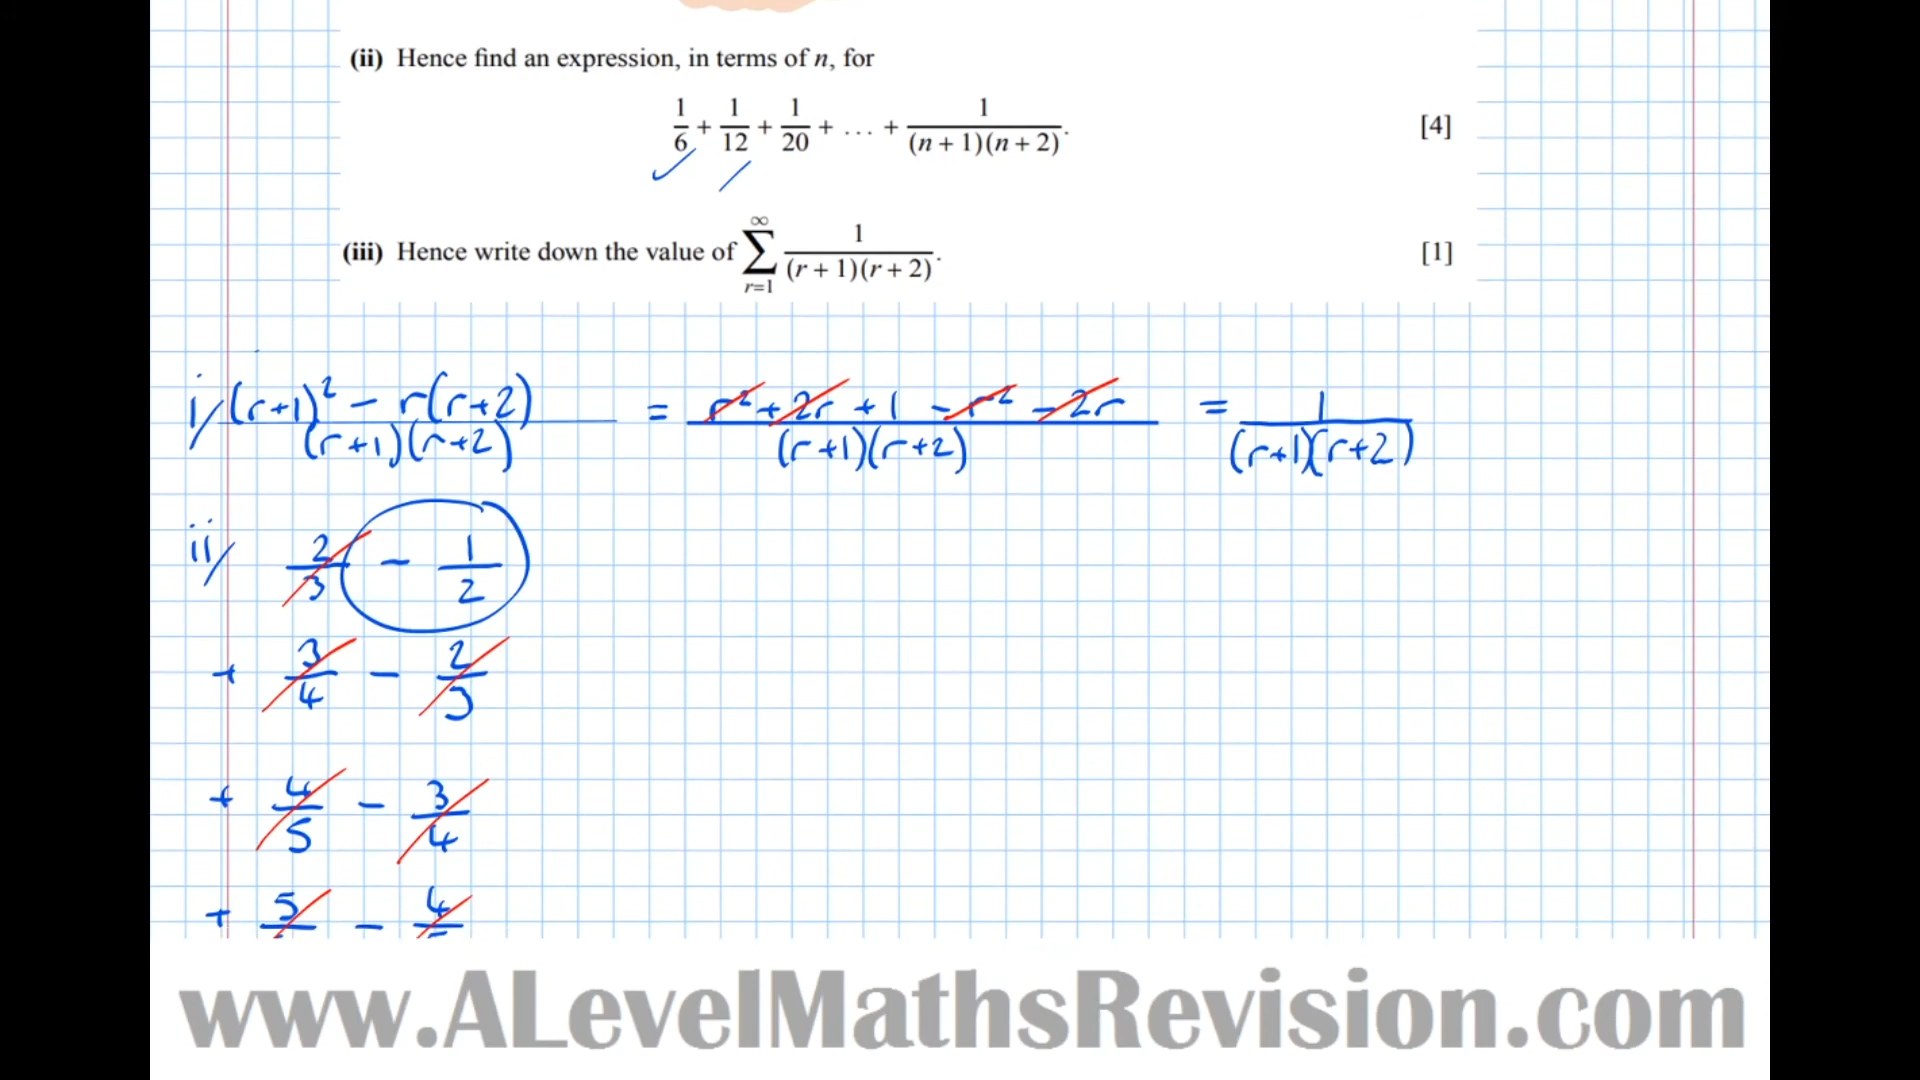 (ii) Hence find an expression, in terms of n, for
1/6 + 1/12 + 1/20 + ... + 1/((n + 1)(n + 2)). [4]
(iii) Hence write down the value of ∑_{r=1}^{∞} 1/((r + 1)(r + 2)). [1]
i/ ((r+1)² − r(r+2))/((r+1)(r+2)) = (r² + 2r + 1 − r² − 2r)/((r+1)(r+2)) = 1/((r+1)(r+2))
ii/ 2/3 − 1/2
+ 3/4 − 2/3
+ 4/5 − 3/4
+ 5 − 4
www.ALevelMathsRevision.com